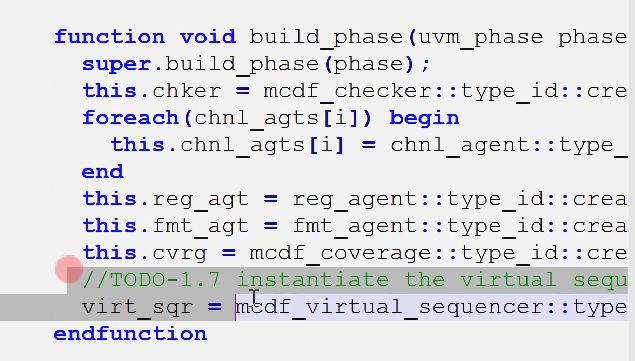 function void build_phase(uvm_phase phase
super.build_phase(phase);
this.chker = mcdf_checker::type_id::cre
foreach(chnl_agts[i]) begin
this.chnl_agts[i] = chnl_agent::type_
end
this.reg_agt = reg_agent::type_id::crea
this.fmt_agt = fmt_agent::type_id::crea
this.cvrg = mcdf_coverage::type_id::cre
//TODO-1.7 instantiate the virtual sequ
virt_sqr = mcdf_virtual_sequencer::type
endfunction